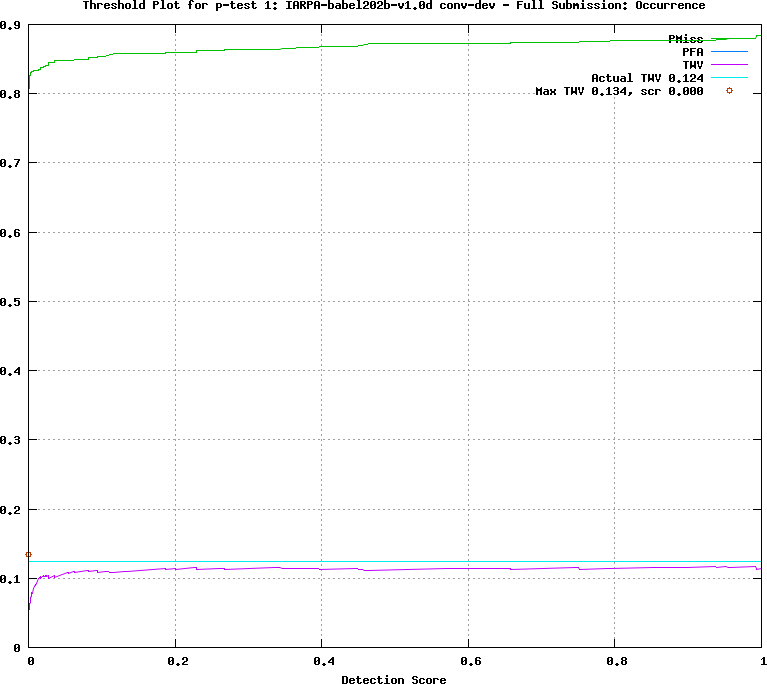 Threshold Plot for p-test 1: IARPA-babel202b-v1.0d conv-dev - Full Submission: Occurrence
0.9
PMiss
PFA
TWV
Actual TWV 0.124
Max TWV 0.134, scr 0.000
0.8
0.7
0.6
0.5
0.4
0.3
0.2
0.1
0
0 0.2 0.4 0.6 0.8 1
Detection Score